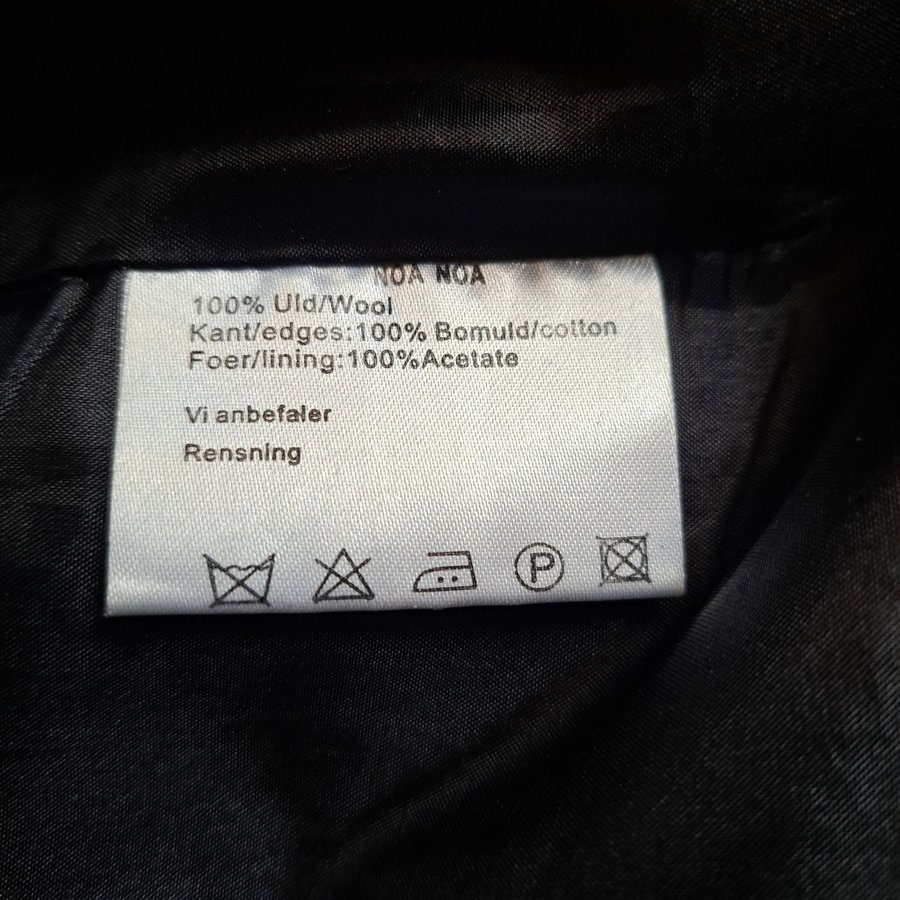 NOA NOA
100% Uld/Wool
Kant/edges:100% Bomuld/cotton
Foer/lining:100%Acetate
Vi anbefaler
Rensning
P